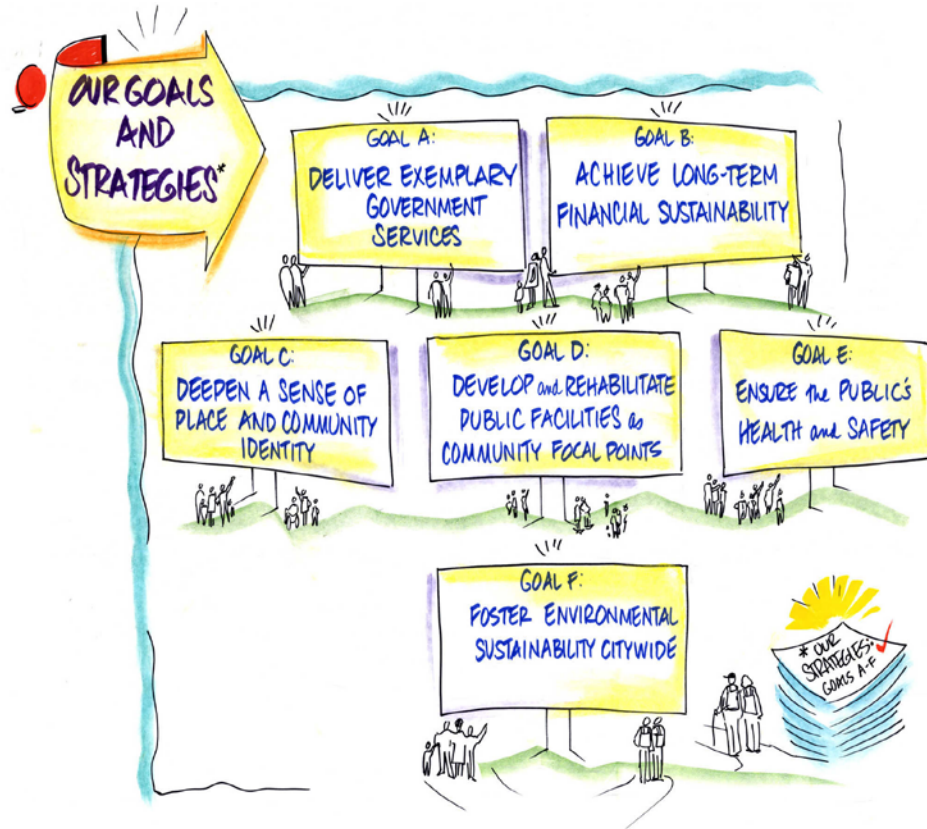 OUR GOALS
AND
STRATEGIES*
GOAL A:
DELIVER EXEMPLARY
GOVERNMENT
SERVICES
GOAL B:
ACHIEVE LONG-TERM
FINANCIAL SUSTAINABILITY
GOAL C:
DEEPEN A SENSE OF
PLACE AND COMMUNITY
IDENTITY
GOAL D:
DEVELOP and REHABILITATE
PUBLIC FACILITIES as
COMMUNITY FOCAL POINTS
GOAL E:
ENSURE the PUBLIC'S
HEALTH and SAFETY
GOAL F:
FOSTER ENVIRONMENTAL
SUSTAINABILITY CITYWIDE
* OUR
STRATEGIES:
GOALS A-F